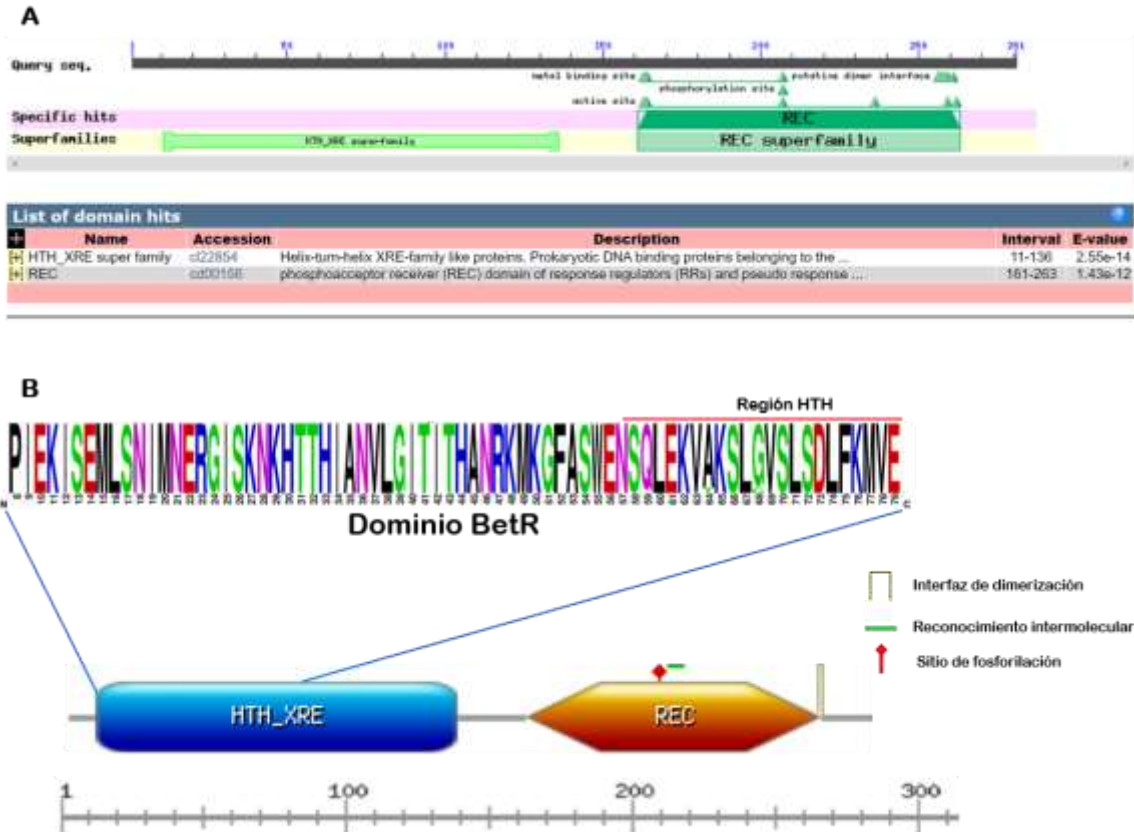 A
Query seq.
metal binding site
putative dimer interface
phosphorylation site
active site
Specific hits
REC
Superfamilies
HTH_XRE super-family
REC superfamily
List of domain hits
Name Accession Description Interval E-value
HTH_XRE super family cl22854 Helix-turn-helix XRE-family like proteins. Prokaryotic DNA binding proteins belonging to the ... 11-136 2.55e-14
REC cd00156 phosphoacceptor receiver (REC) domain of response regulators (RRs) and pseudo response ... 161-263 1.43e-12
B
Región HTH
Dominio BetR
Interfaz de dimerización
Reconocimiento intermolecular
Sitio de fosforilación
HTH_XRE
REC
1 100 200 300